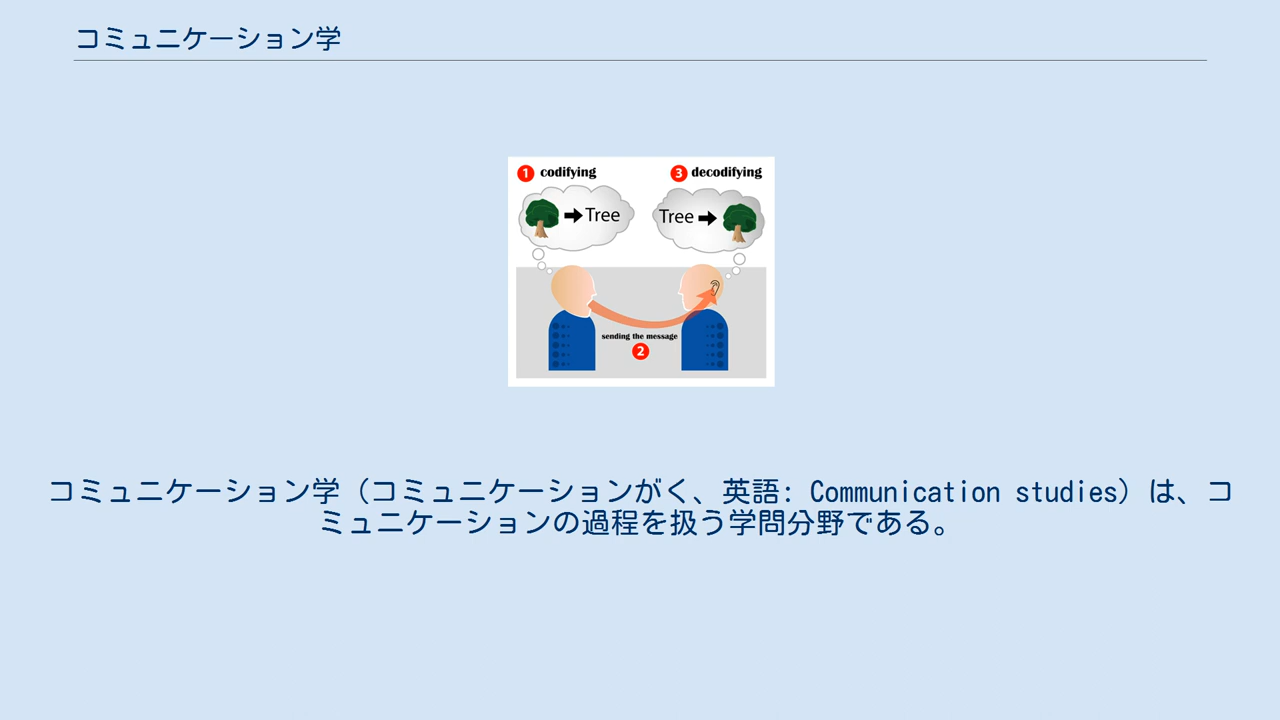 コミュニケーション学
1 codifying
3 decodifying
Tree
Tree
sending the message
2
コミュニケーション学（コミュニケーションがく、英語: Communication studies）は、コ
ミュニケーションの過程を扱う学問分野である。